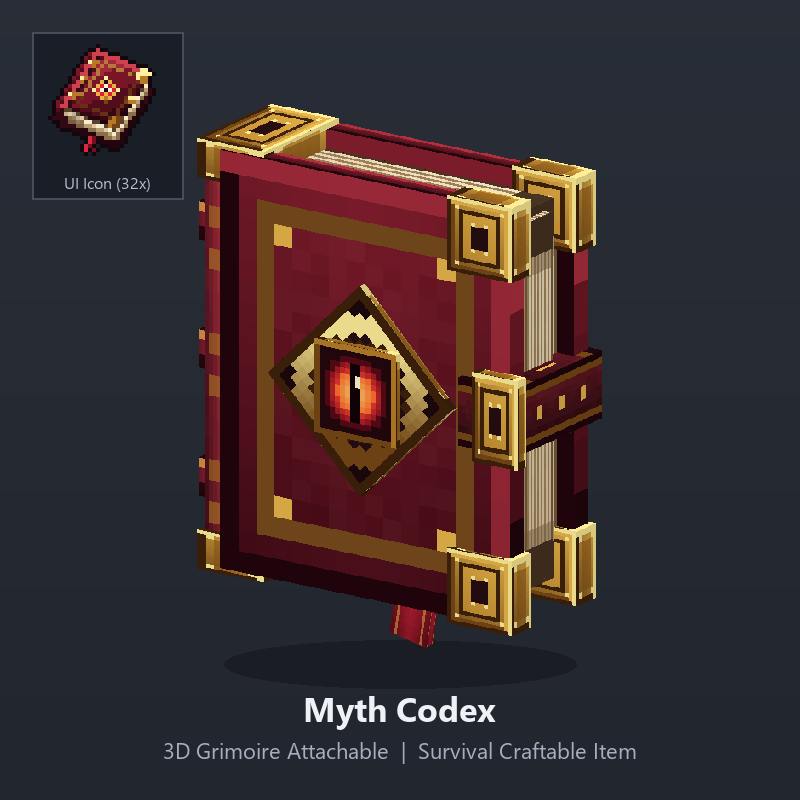 UI Icon (32x)
Myth Codex
3D Grimoire Attachable | Survival Craftable Item